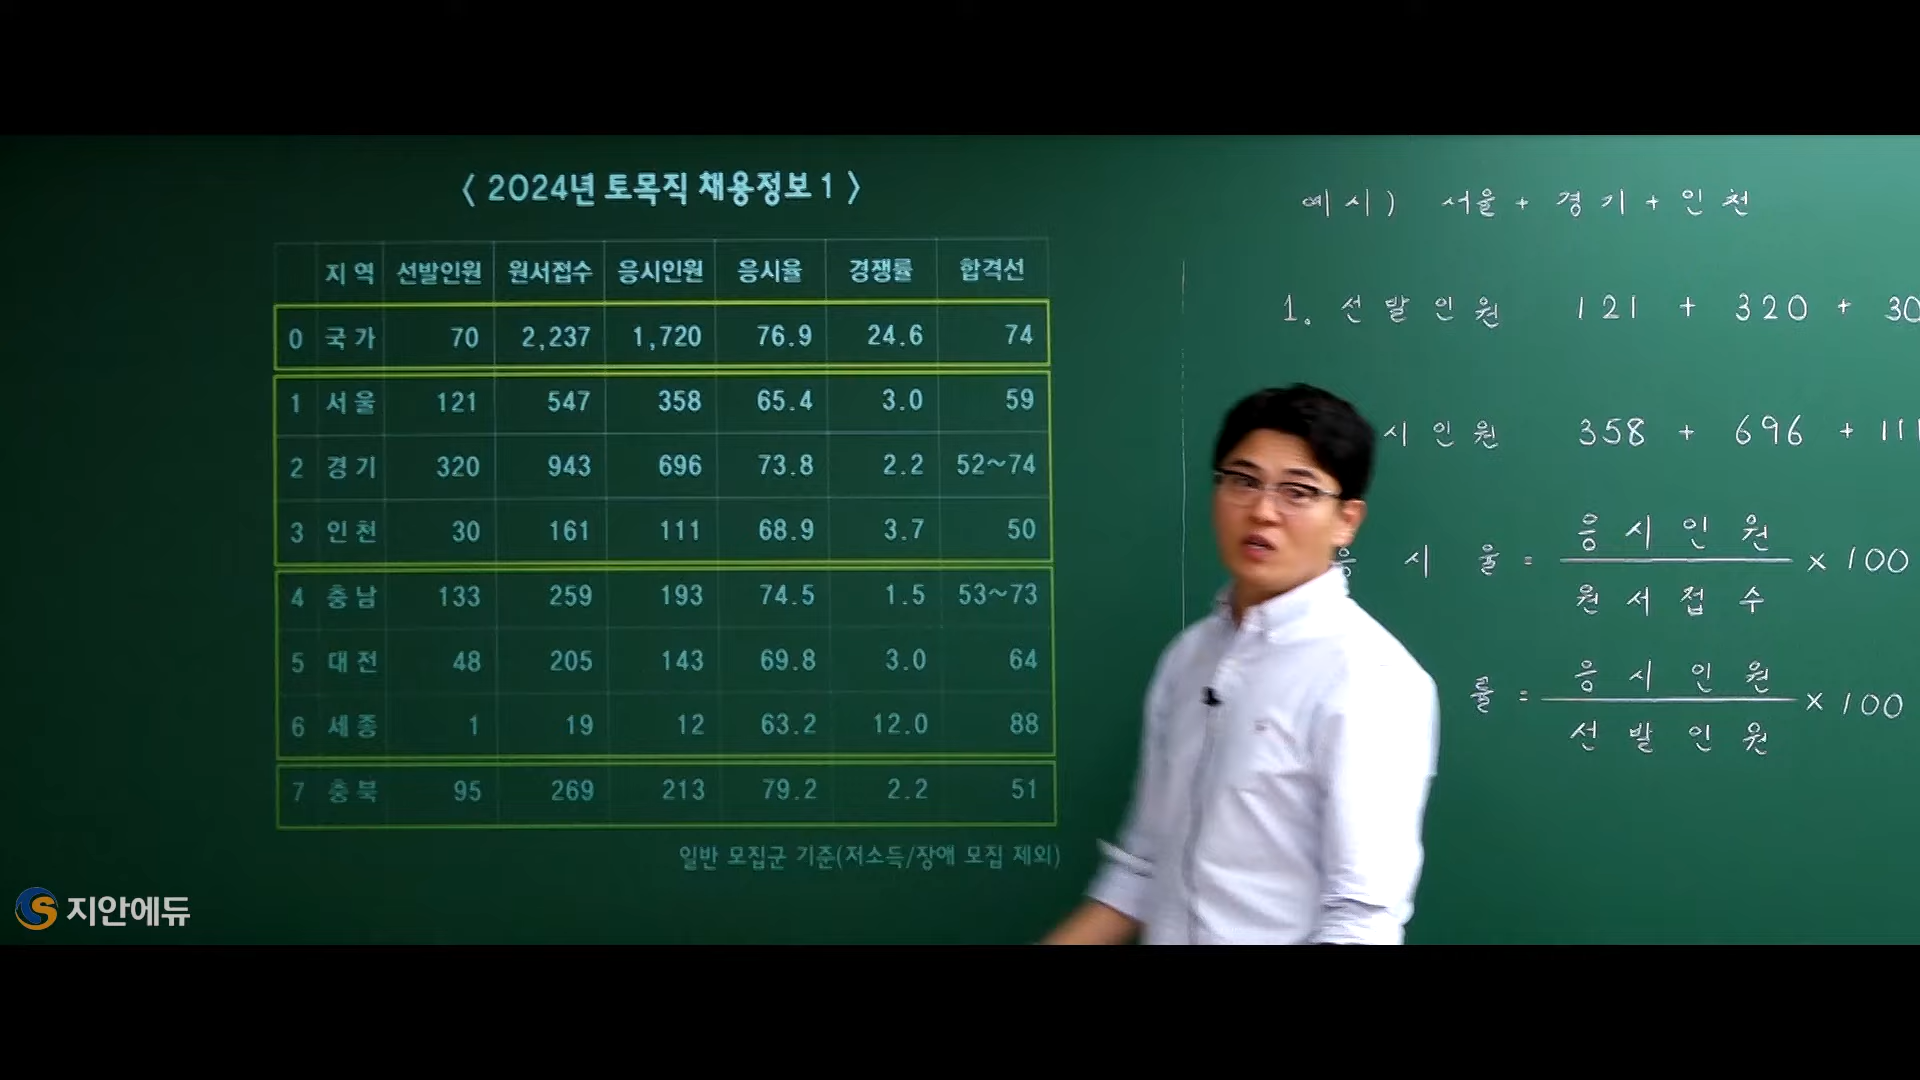 〈 2024년 토목직 채용정보 1 〉
지역 선발인원 원서접수 응시인원 응시율 경쟁률 합격선
0 국가 70 2,237 1,720 76.9 24.6 74
1 서울 121 547 358 65.4 3.0 59
2 경기 320 943 696 73.8 2.2 52~74
3 인천 30 161 111 68.9 3.7 50
4 충남 133 259 193 74.5 1.5 53~73
5 대전 48 205 143 69.8 3.0 64
6 세종 1 19 12 63.2 12.0 88
7 충북 95 269 213 79.2 2.2 51
일반 모집군 기준(저소득/장애 모집 제외)
예시) 서울 + 경기 + 인천
1. 선발인원 121 + 320 + 30
시인원 358 + 696 + 111
응시율 = 응시인원 / 원서접수 × 100
률 = 응시인원 / 선발인원 × 100
지안에듀